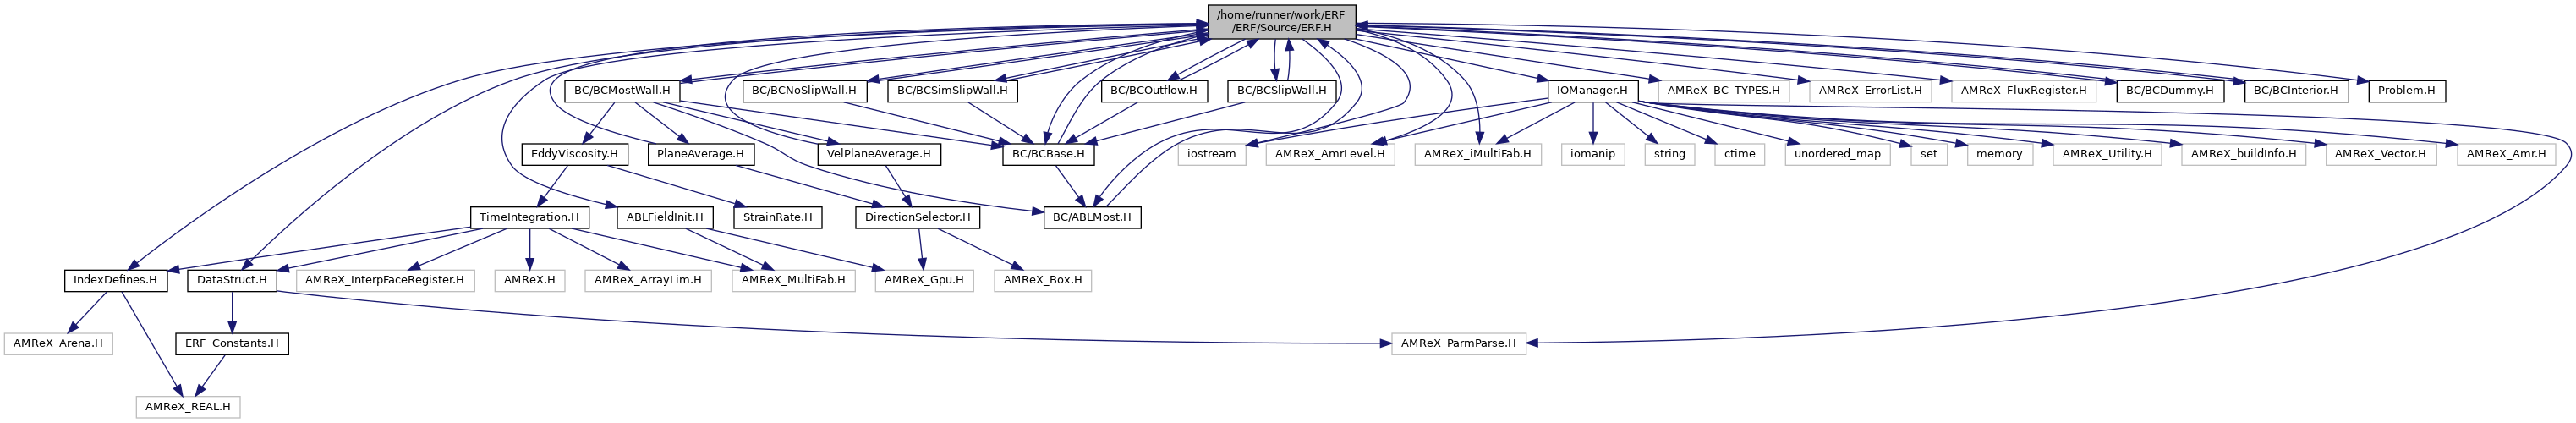 /home/runner/work/ERF
/ERF/Source/ERF.H
BC/BCMostWall.H
BC/BCNoSlipWall.H
BC/BCSimSlipWall.H
BC/BCOutflow.H
BC/BCSlipWall.H
IOManager.H
AMReX_BC_TYPES.H
AMReX_ErrorList.H
AMReX_FluxRegister.H
BC/BCDummy.H
BC/BCInterior.H
Problem.H
EddyViscosity.H
PlaneAverage.H
VelPlaneAverage.H
BC/BCBase.H
iostream
AMReX_AmrLevel.H
AMReX_iMultiFab.H
iomanip
string
ctime
unordered_map
set
memory
AMReX_Utility.H
AMReX_buildInfo.H
AMReX_Vector.H
AMReX_Amr.H
TimeIntegration.H
ABLFieldInit.H
StrainRate.H
DirectionSelector.H
BC/ABLMost.H
IndexDefines.H
DataStruct.H
AMReX_InterpFaceRegister.H
AMReX.H
AMReX_ArrayLim.H
AMReX_MultiFab.H
AMReX_Gpu.H
AMReX_Box.H
AMReX_Arena.H
ERF_Constants.H
AMReX_ParmParse.H
AMReX_REAL.H